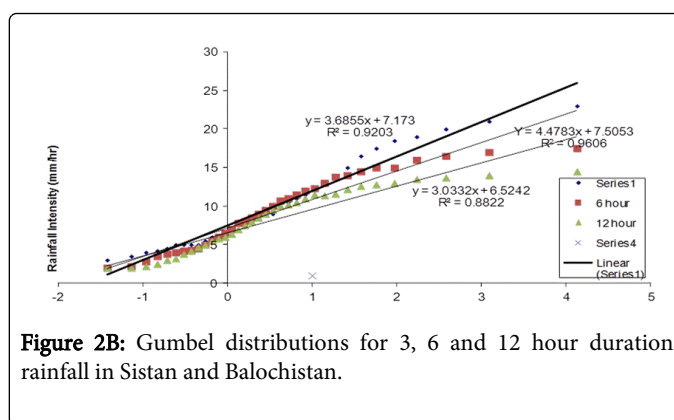 30
25
20
15
10
5
0
Rainfall Intensity (mm/hr)
y = 3.6855x + 7.173
R² = 0.9203
Y = 4.4783x + 7.5053
R² = 0.9606
y = 3.0332x + 6.5242
R² = 0.8822
Series1
6 hour
12 hour
Series4
Linear
(Series1)
-2 -1 0 1 2 3 4 5
Figure 2B: Gumbel distributions for 3, 6 and 12 hour duration
rainfall in Sistan and Balochistan.